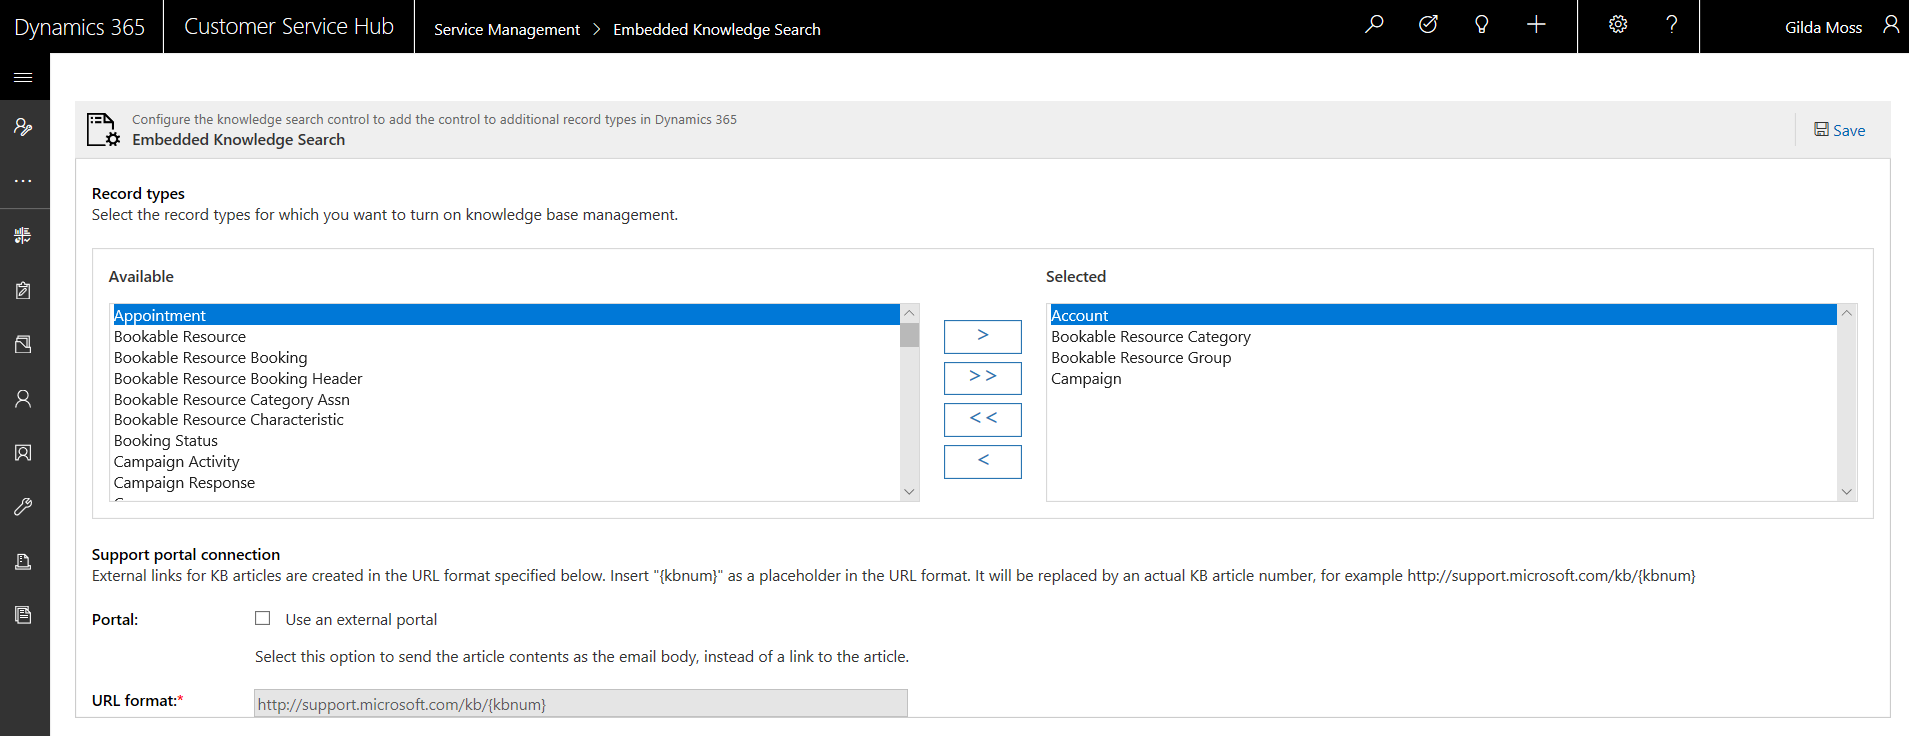 Dynamics 365
Customer Service Hub
Service Management > Embedded Knowledge Search
Gilda Moss
Configure the knowledge search control to add the control to additional record types in Dynamics 365
Embedded Knowledge Search
Save
Record types
Select the record types for which you want to turn on knowledge base management.
Available
Appointment
Bookable Resource
Bookable Resource Booking
Bookable Resource Booking Header
Bookable Resource Category Assn
Bookable Resource Characteristic
Booking Status
Campaign Activity
Campaign Response
>
>>
<<
<
Selected
Account
Bookable Resource Category
Bookable Resource Group
Campaign
Support portal connection
External links for KB articles are created in the URL format specified below. Insert "{kbnum}" as a placeholder in the URL format. It will be replaced by an actual KB article number, for example http://support.microsoft.com/kb/{kbnum}
Portal:
Use an external portal
Select this option to send the article contents as the email body, instead of a link to the article.
URL format:*
http://support.microsoft.com/kb/{kbnum}